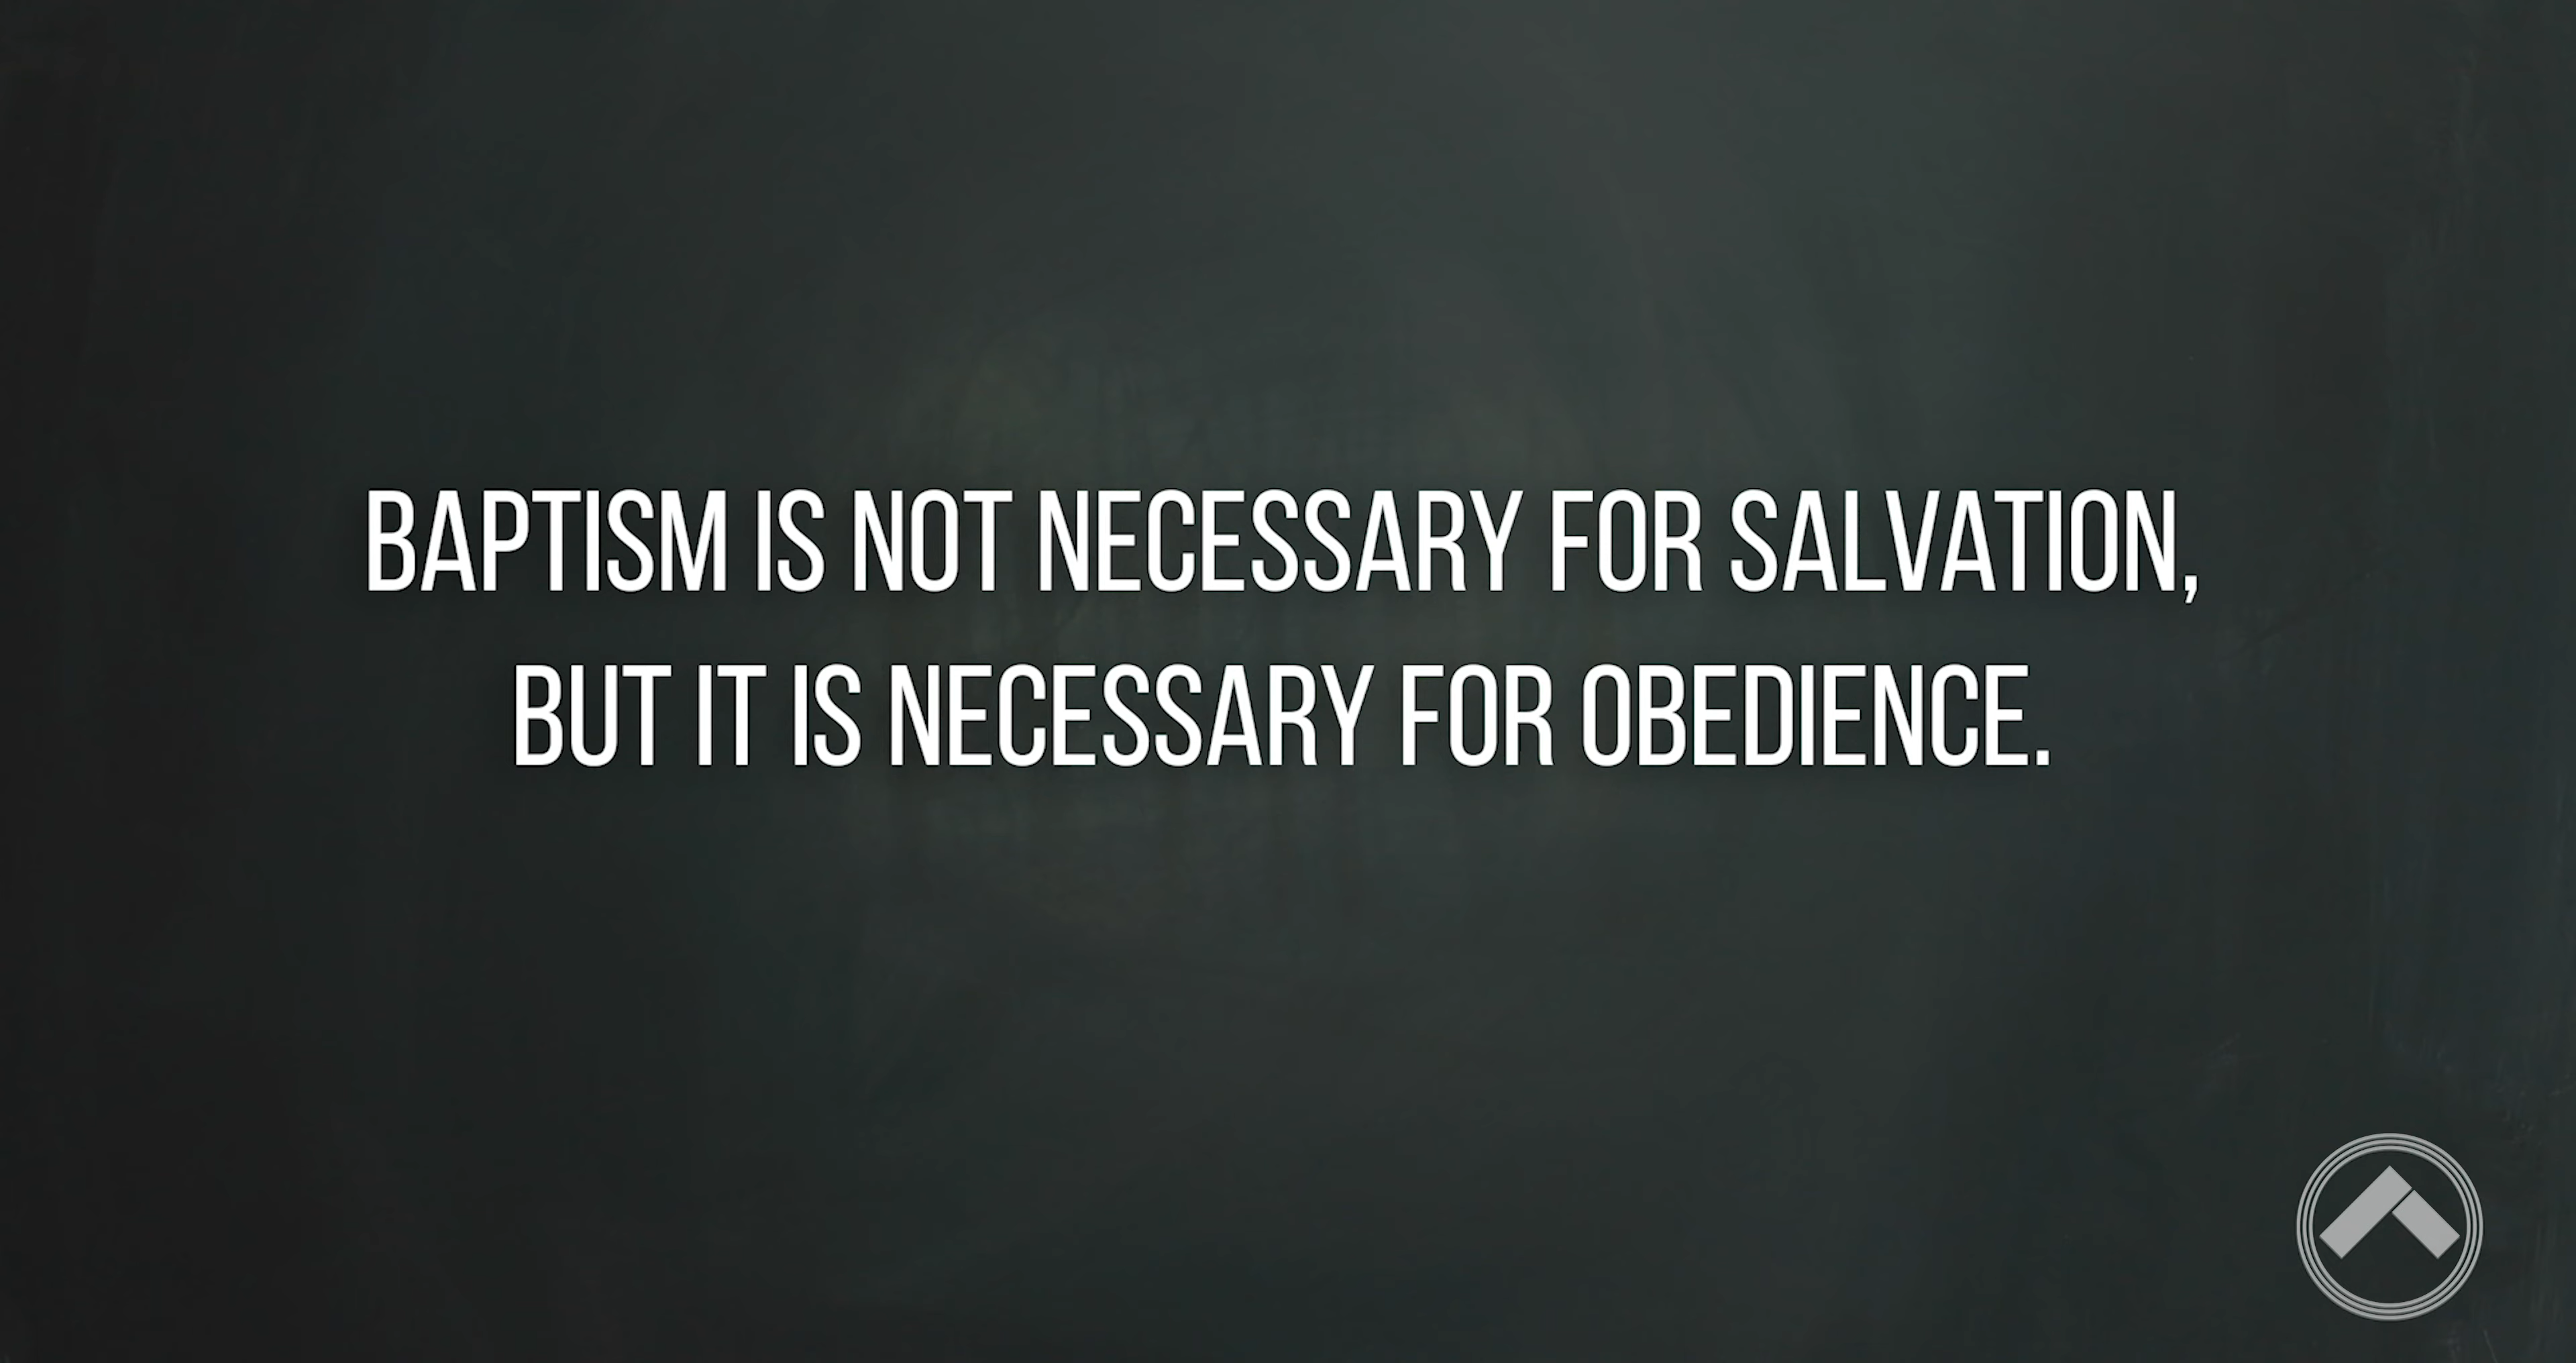 BAPTISM IS NOT NECESSARY FOR SALVATION,
BUT IT IS NECESSARY FOR OBEDIENCE.